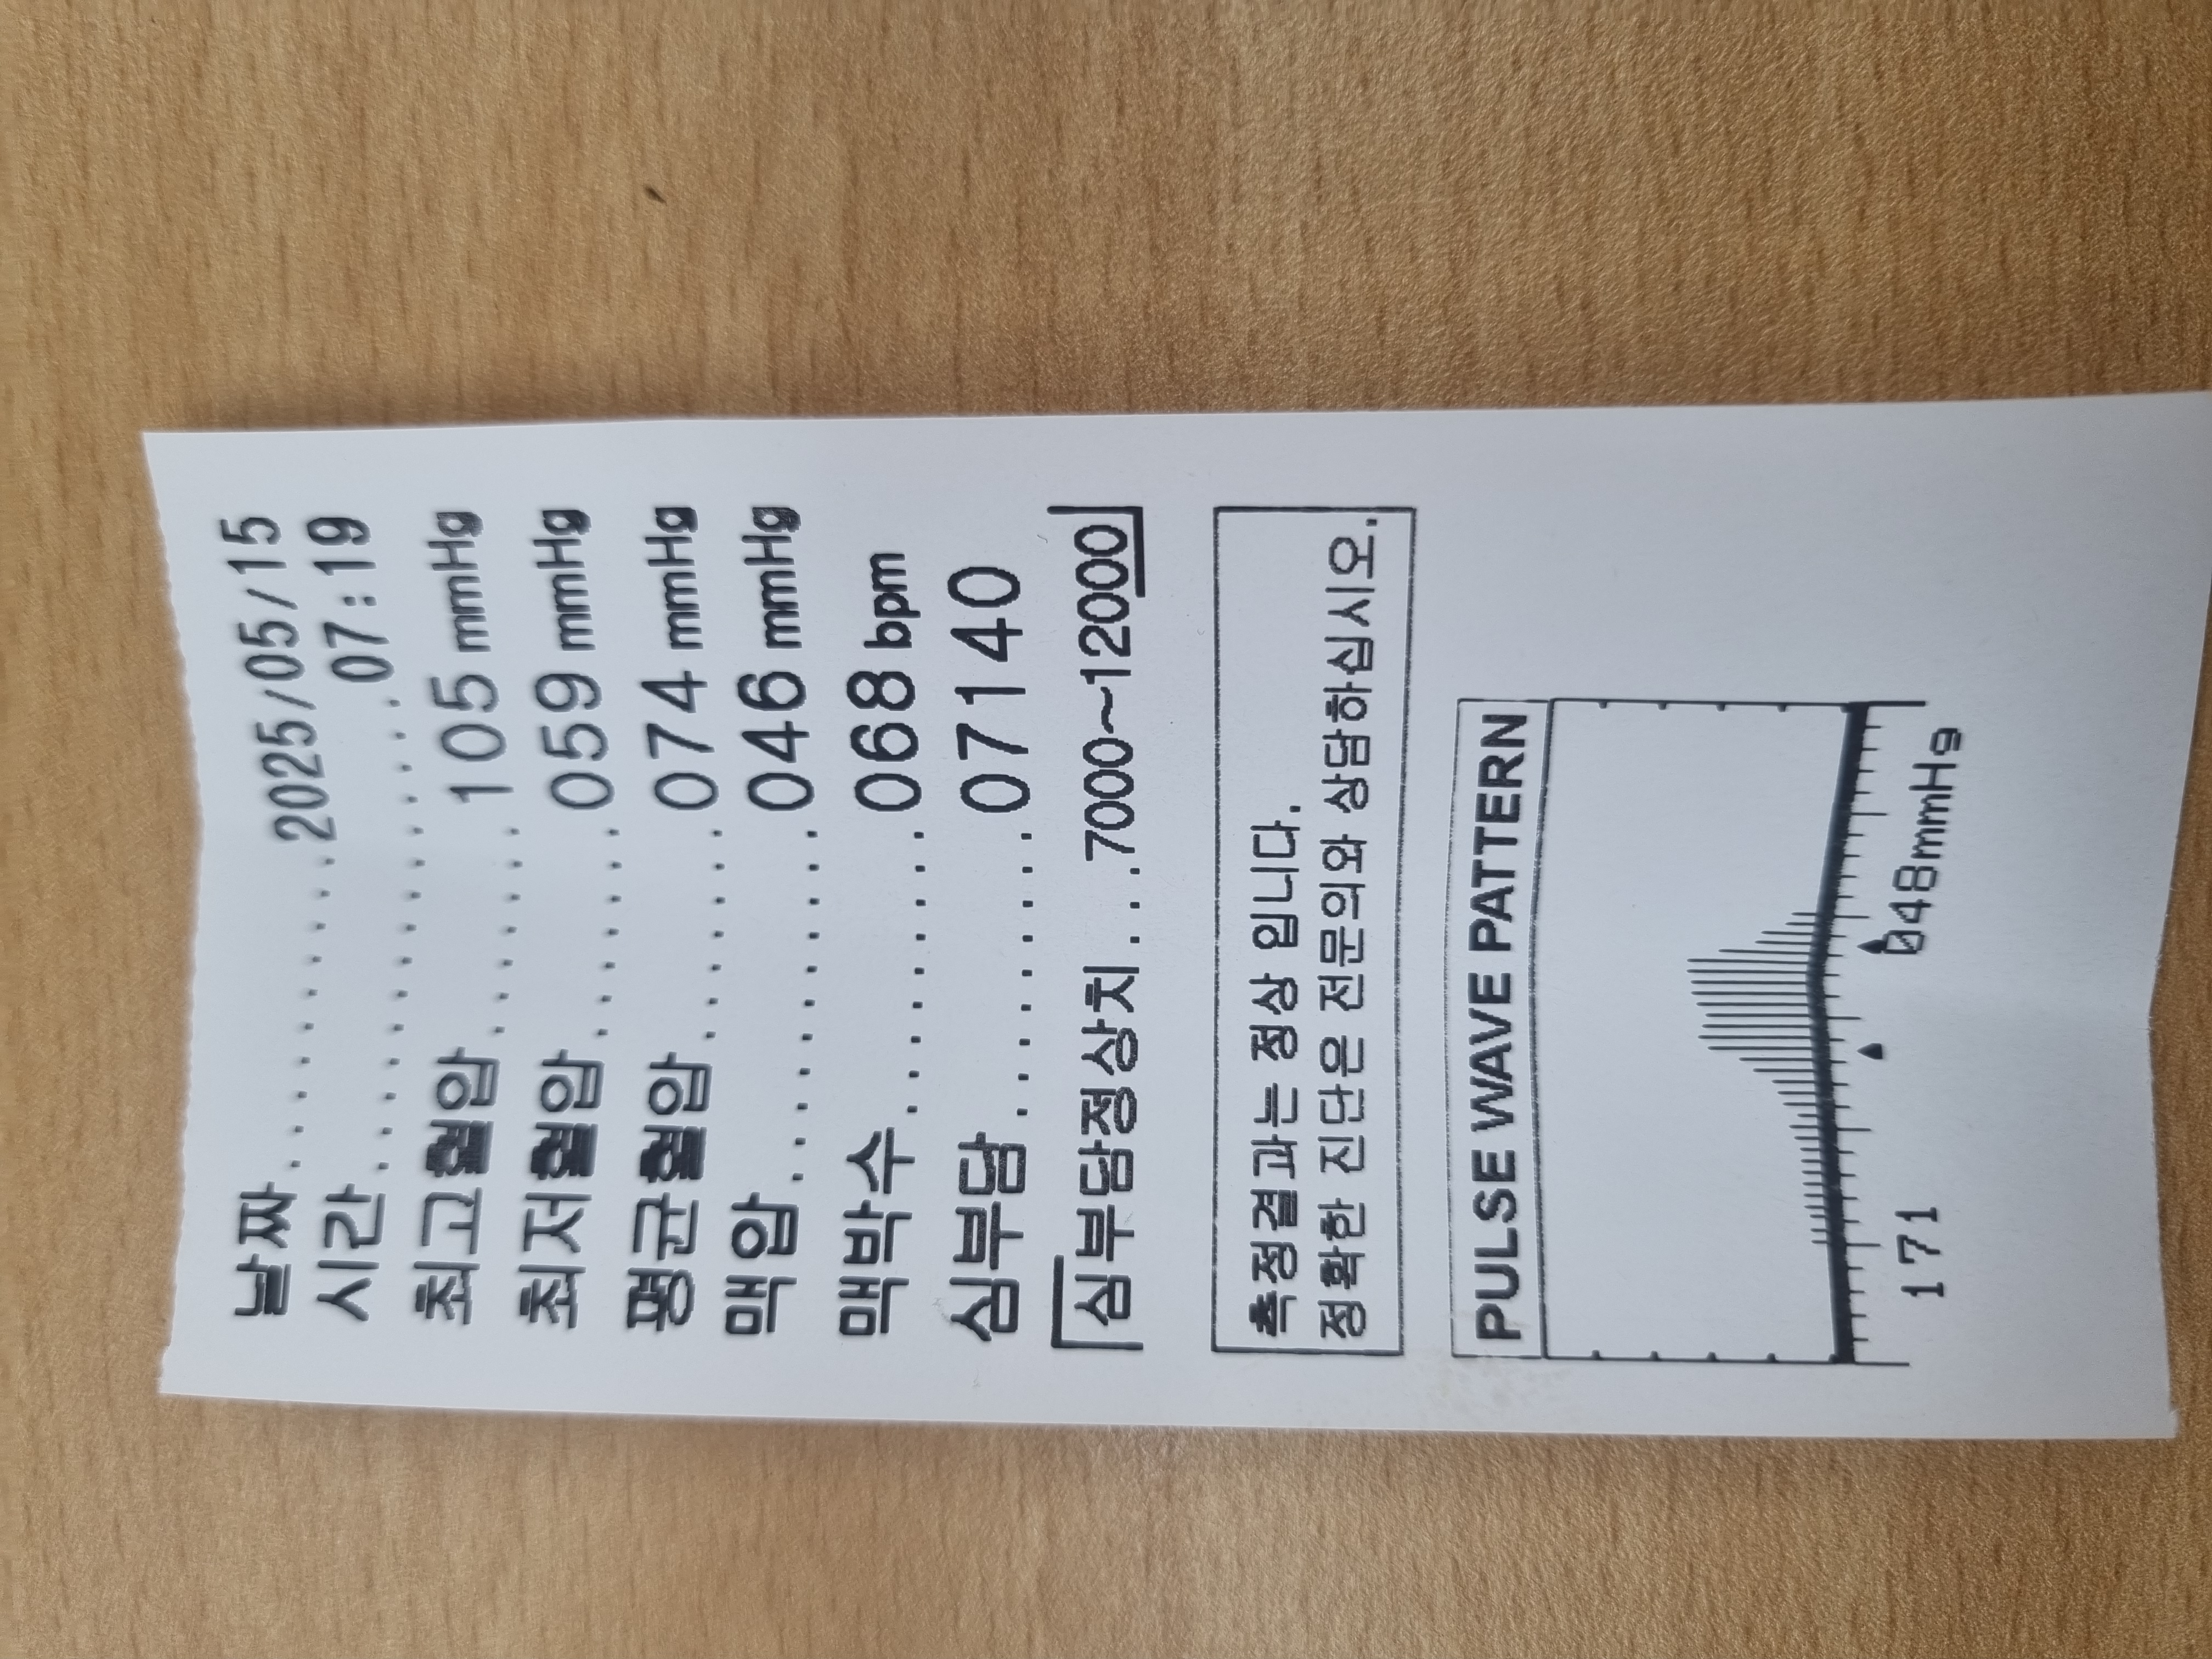 날짜..............2025/05/15
시간....................07:19
최고혈압.........105 mmHg
최저혈압.........059 mmHg
평균혈압.........074 mmHg
맥압..............046 mmHg
맥박수............068 bpm
심부담............07140
심부담정상치...7000~12000
측정결과는 정상 입니다.
정확한 진단은 전문의와 상담하십시오.
PULSE WAVE PATTERN
171 048mmHg